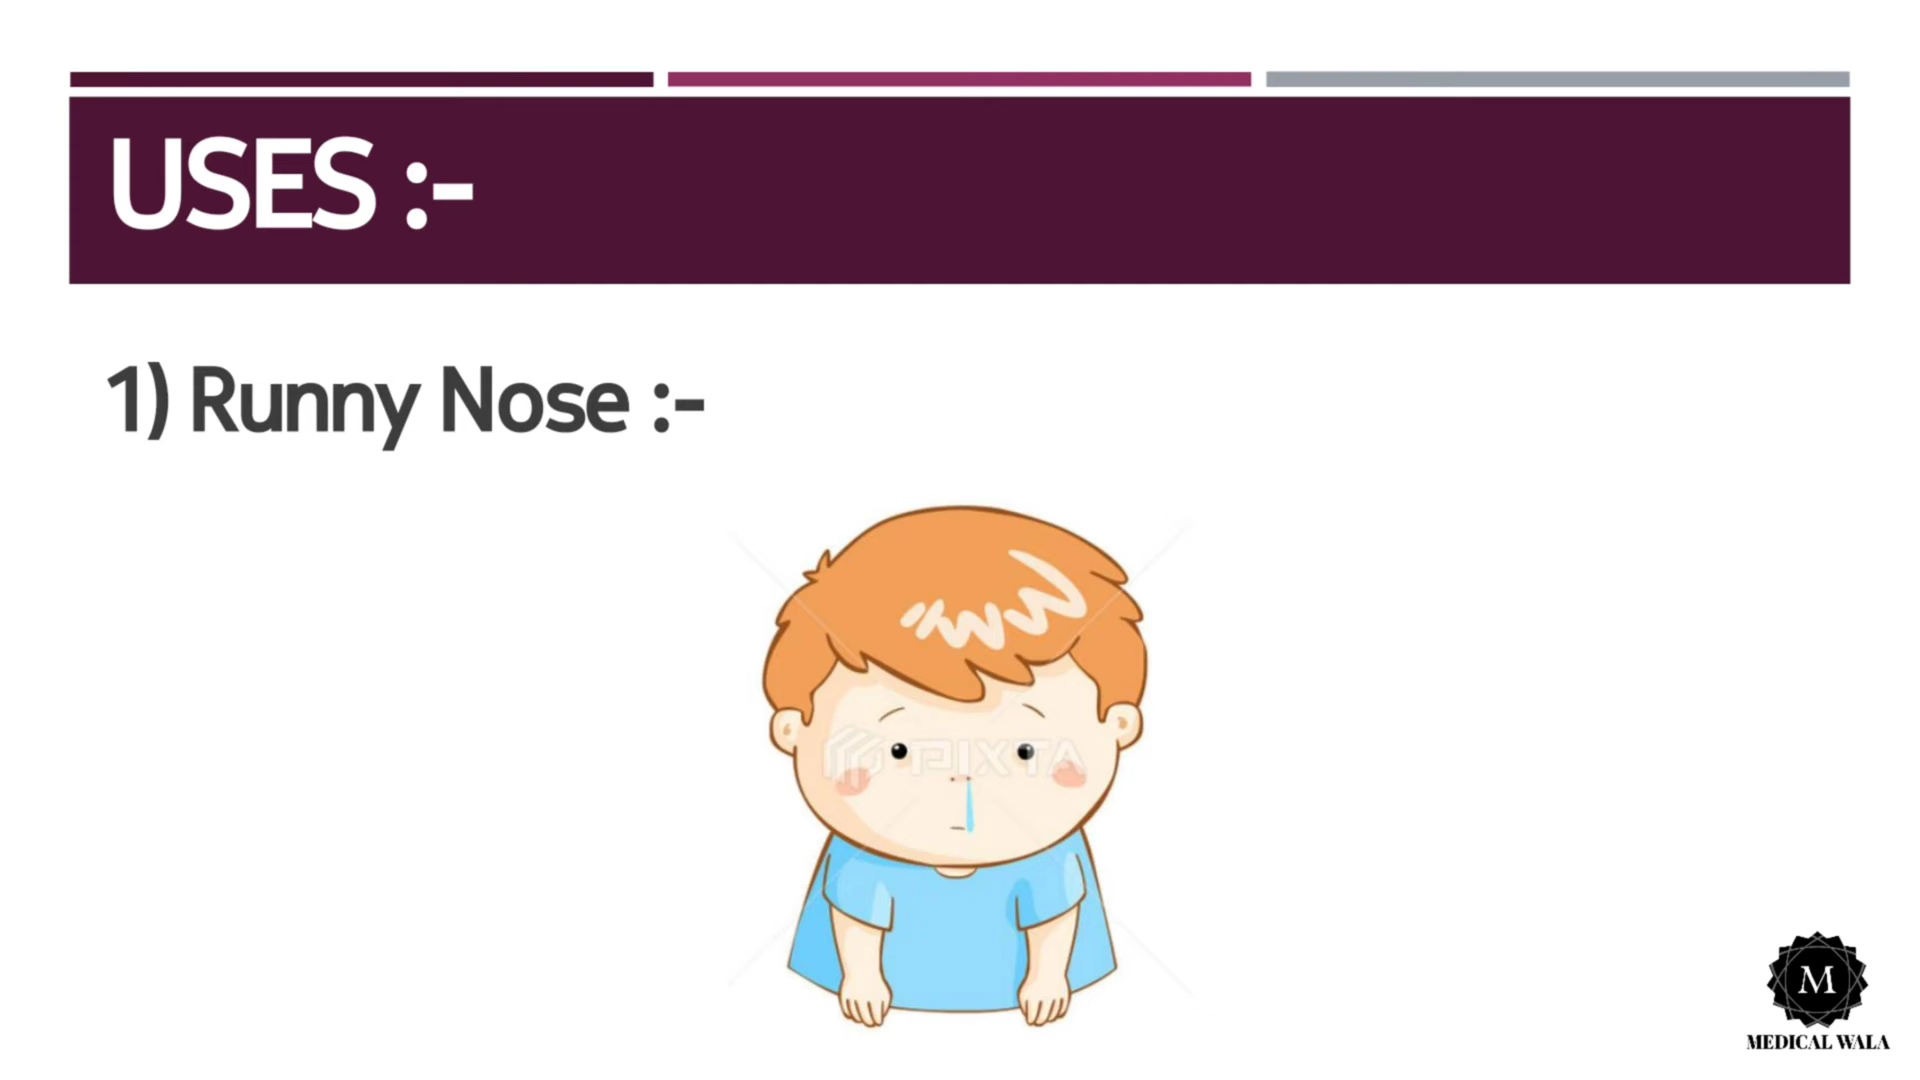 USES :-
1) Runny Nose :-
PIXTA
M
MEDICAL WALA